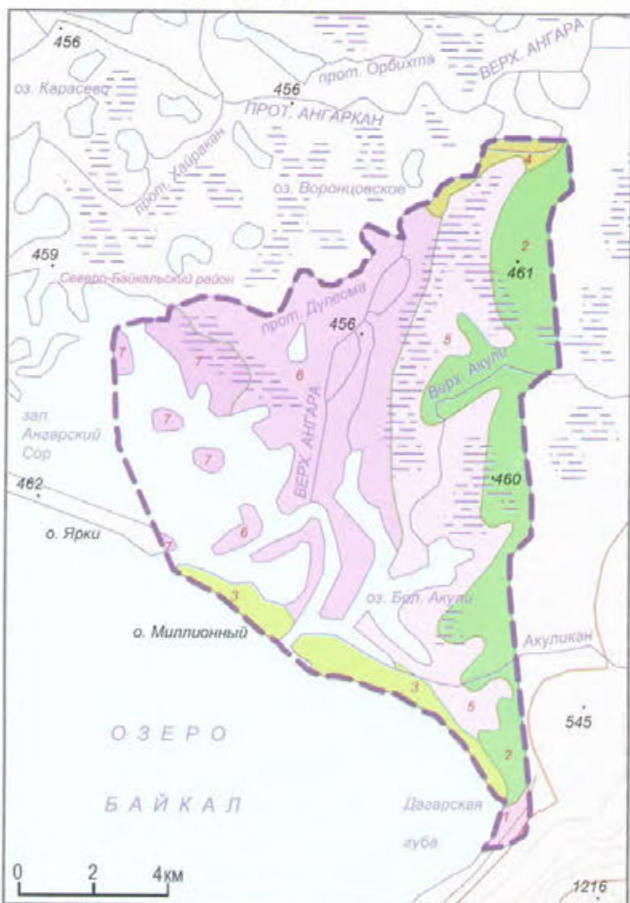 456
прот. Орбихта
ВЕРХ. АНГАРА
оз. Карасево
456
ПРОТ. АНГАРКАН
прот. Хайракан
оз. Воронцовское
4
2
459
461
Северо-Байкальский район
прот. Дулесма
456
5
7
7
6
Верх. Акули
зал.
Ангарский
Сор
7
7
ВЕРХ. АНГАРА
462
460
о. Ярки
6
7
3
оз. Бол. Акули
о. Миллионный
Акуликан
3
5
545
ОЗЕРО
2
БАЙКАЛ
Дагарская
губа
1
0 2 4км
1216